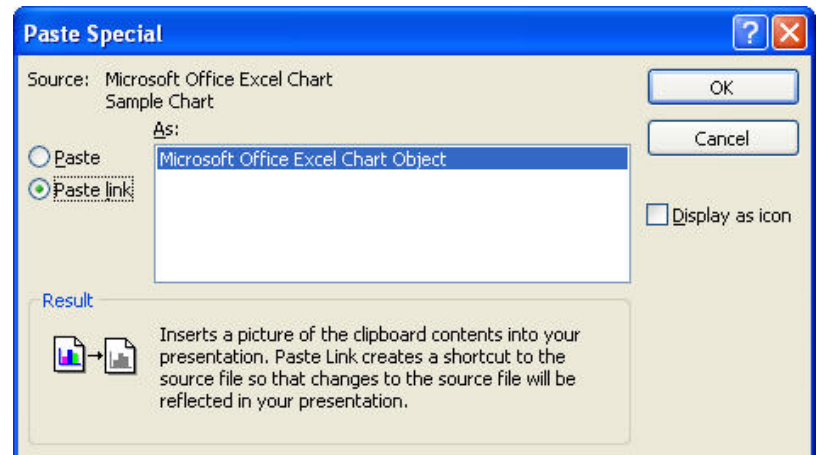 Paste Special
Source: Microsoft Office Excel Chart
Sample Chart
OK
As:
Cancel
Paste
Microsoft Office Excel Chart Object
Paste link
Display as icon
Result
Inserts a picture of the clipboard contents into your
presentation. Paste Link creates a shortcut to the
source file so that changes to the source file will be
reflected in your presentation.